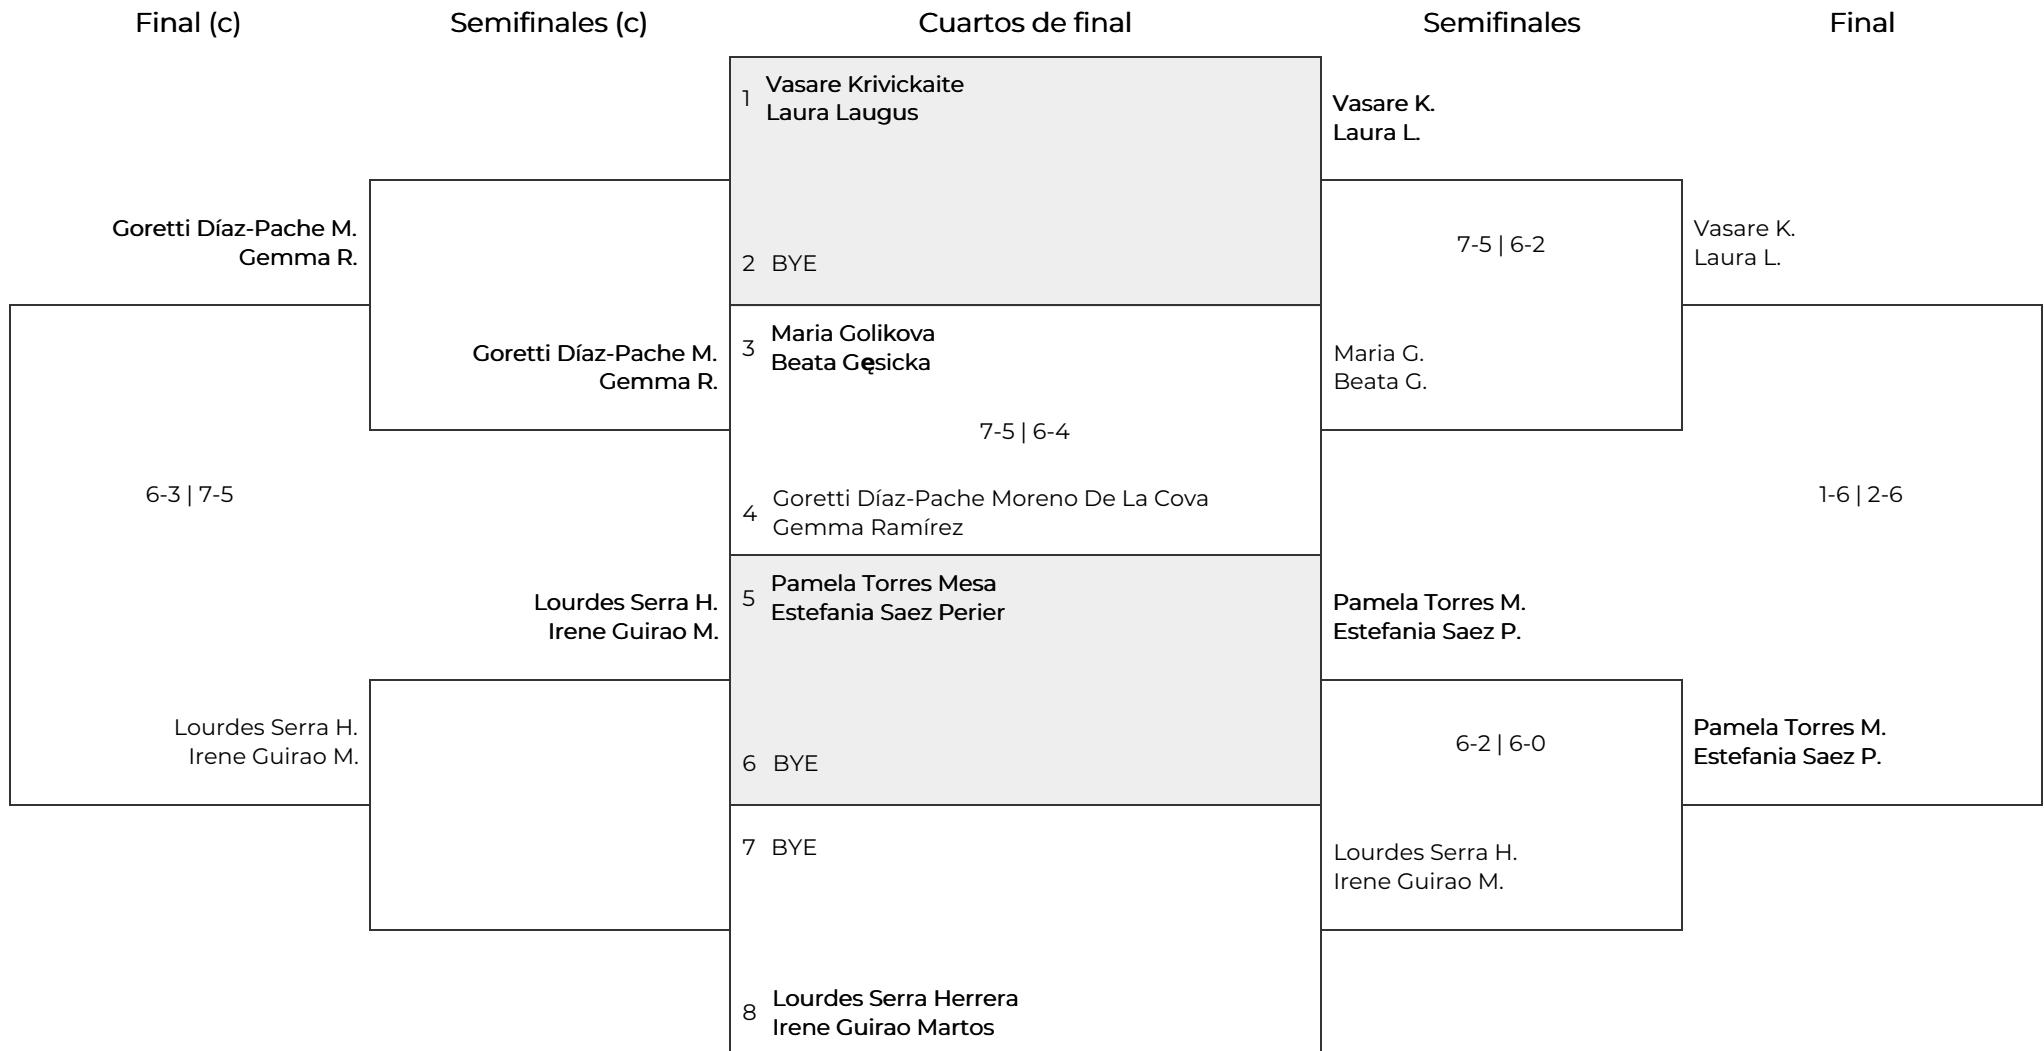 Final (c)
Semifinales (c)
Cuartos de final
Semifinales
Final
1
Vasare Krivickaite
Laura Laugus
2 BYE
3
Maria Golikova
Beata Gęsicka
7-5 | 6-4
4
Goretti Díaz-Pache Moreno De La Cova
Gemma Ramírez
5
Pamela Torres Mesa
Estefania Saez Perier
6 BYE
7 BYE
8
Lourdes Serra Herrera
Irene Guirao Martos
Goretti Díaz-Pache M.
Gemma R.
6-3 | 7-5
Lourdes Serra H.
Irene Guirao M.
Goretti Díaz-Pache M.
Gemma R.
Lourdes Serra H.
Irene Guirao M.
Vasare K.
Laura L.
7-5 | 6-2
Maria G.
Beata G.
Pamela Torres M.
Estefania Saez P.
6-2 | 6-0
Lourdes Serra H.
Irene Guirao M.
Vasare K.
Laura L.
1-6 | 2-6
Pamela Torres M.
Estefania Saez P.